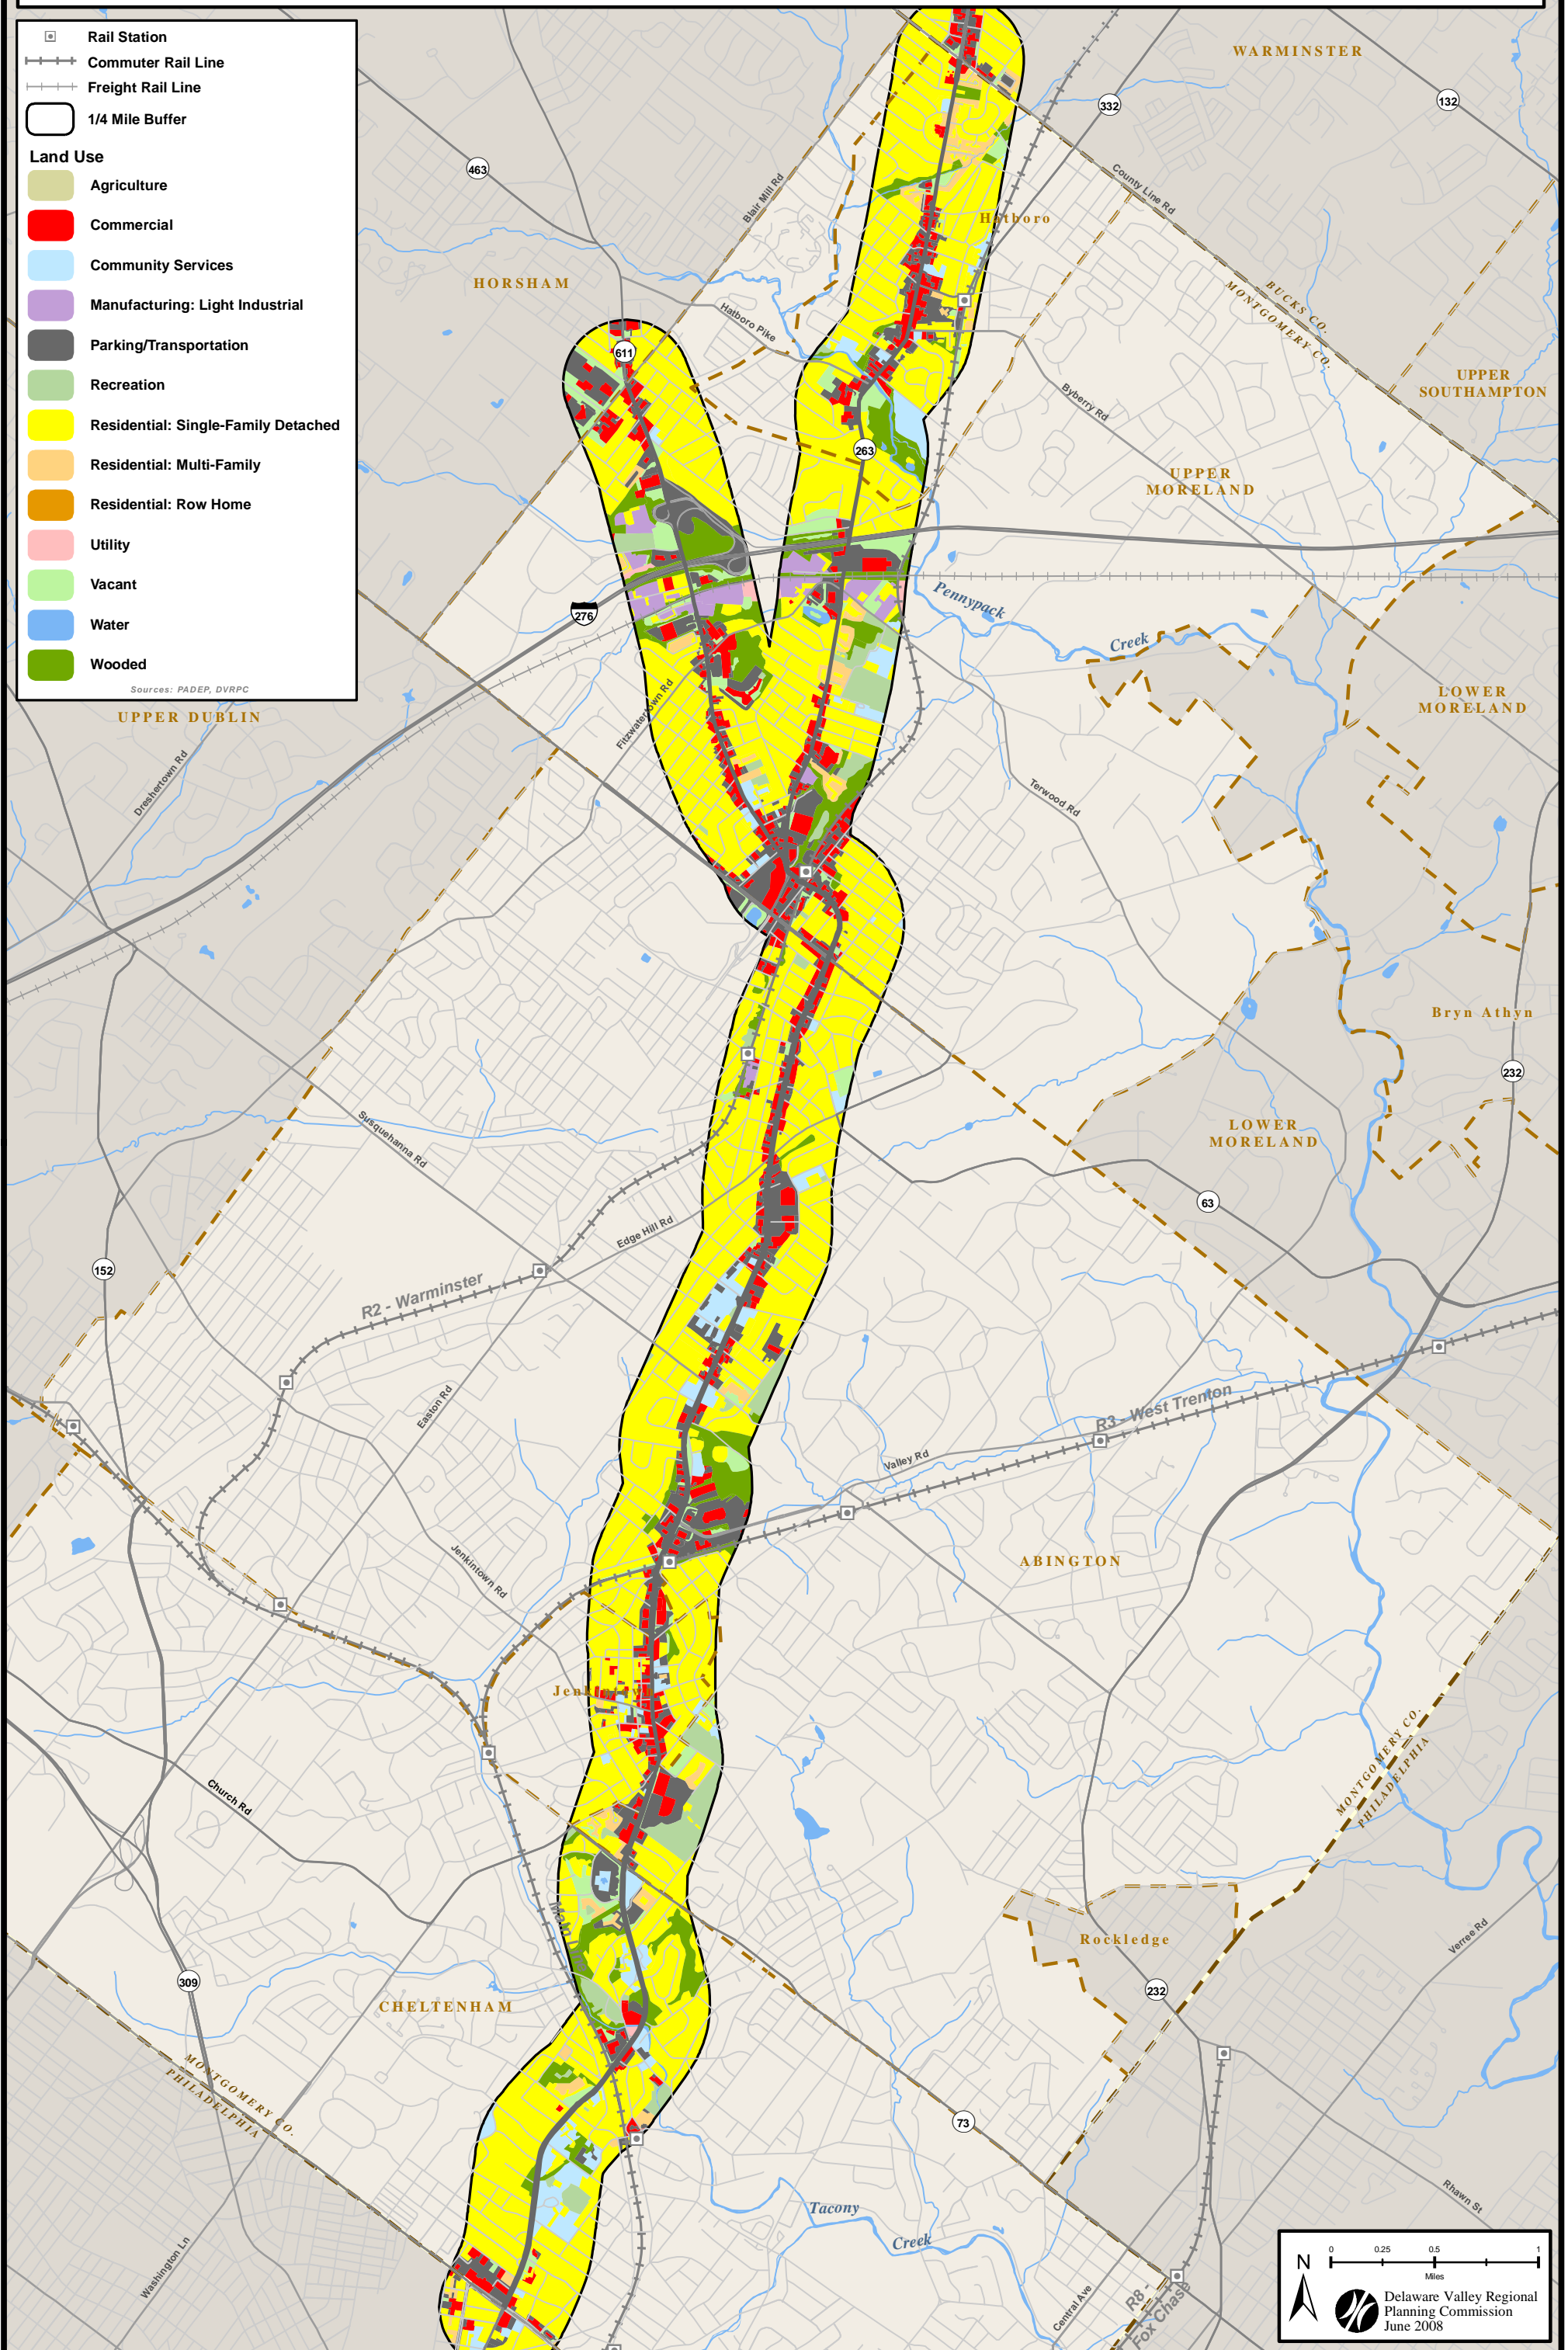 Rail Station
Commuter Rail Line
Freight Rail Line
1/4 Mile Buffer
Land Use
Agriculture
Commercial
Community Services
Manufacturing: Light Industrial
Parking/Transportation
Recreation
Residential: Single-Family Detached
Residential: Multi-Family
Residential: Row Home
Utility
Vacant
Water
Wooded
Sources: PADEP, DVRPC
WARMINSTER
332
132
463
County Line Rd
Blair Mill Rd
Hatboro
HORSHAM
BUCKS CO.
MONTGOMERY CO.
Hatboro Pike
611
UPPER
SOUTHAMPTON
Byberry Rd
263
UPPER
MORELAND
276
Pennypack
Creek
LOWER
MORELAND
UPPER DUBLIN
Fitzwatertown Rd
Dreshertown Rd
Terwood Rd
Bryn Athyn
232
Susquehanna Rd
LOWER
MORELAND
63
Edge Hill Rd
152
R2 - Warminster
Easton Rd
R3 - West Trenton
Valley Rd
Jenkintown Rd
ABINGTON
MONTGOMERY CO.
PHILADELPHIA
Church Rd
Rockledge
Verree Rd
309
232
CHELTENHAM
MONTGOMERY CO.
PHILADELPHIA
73
Rhawn St
Tacony
Creek
Washington Ln
Central Ave
R8 -
Fox Chase
N
0 0.25 0.5 1
Miles
Delaware Valley Regional
Planning Commission
June 2008